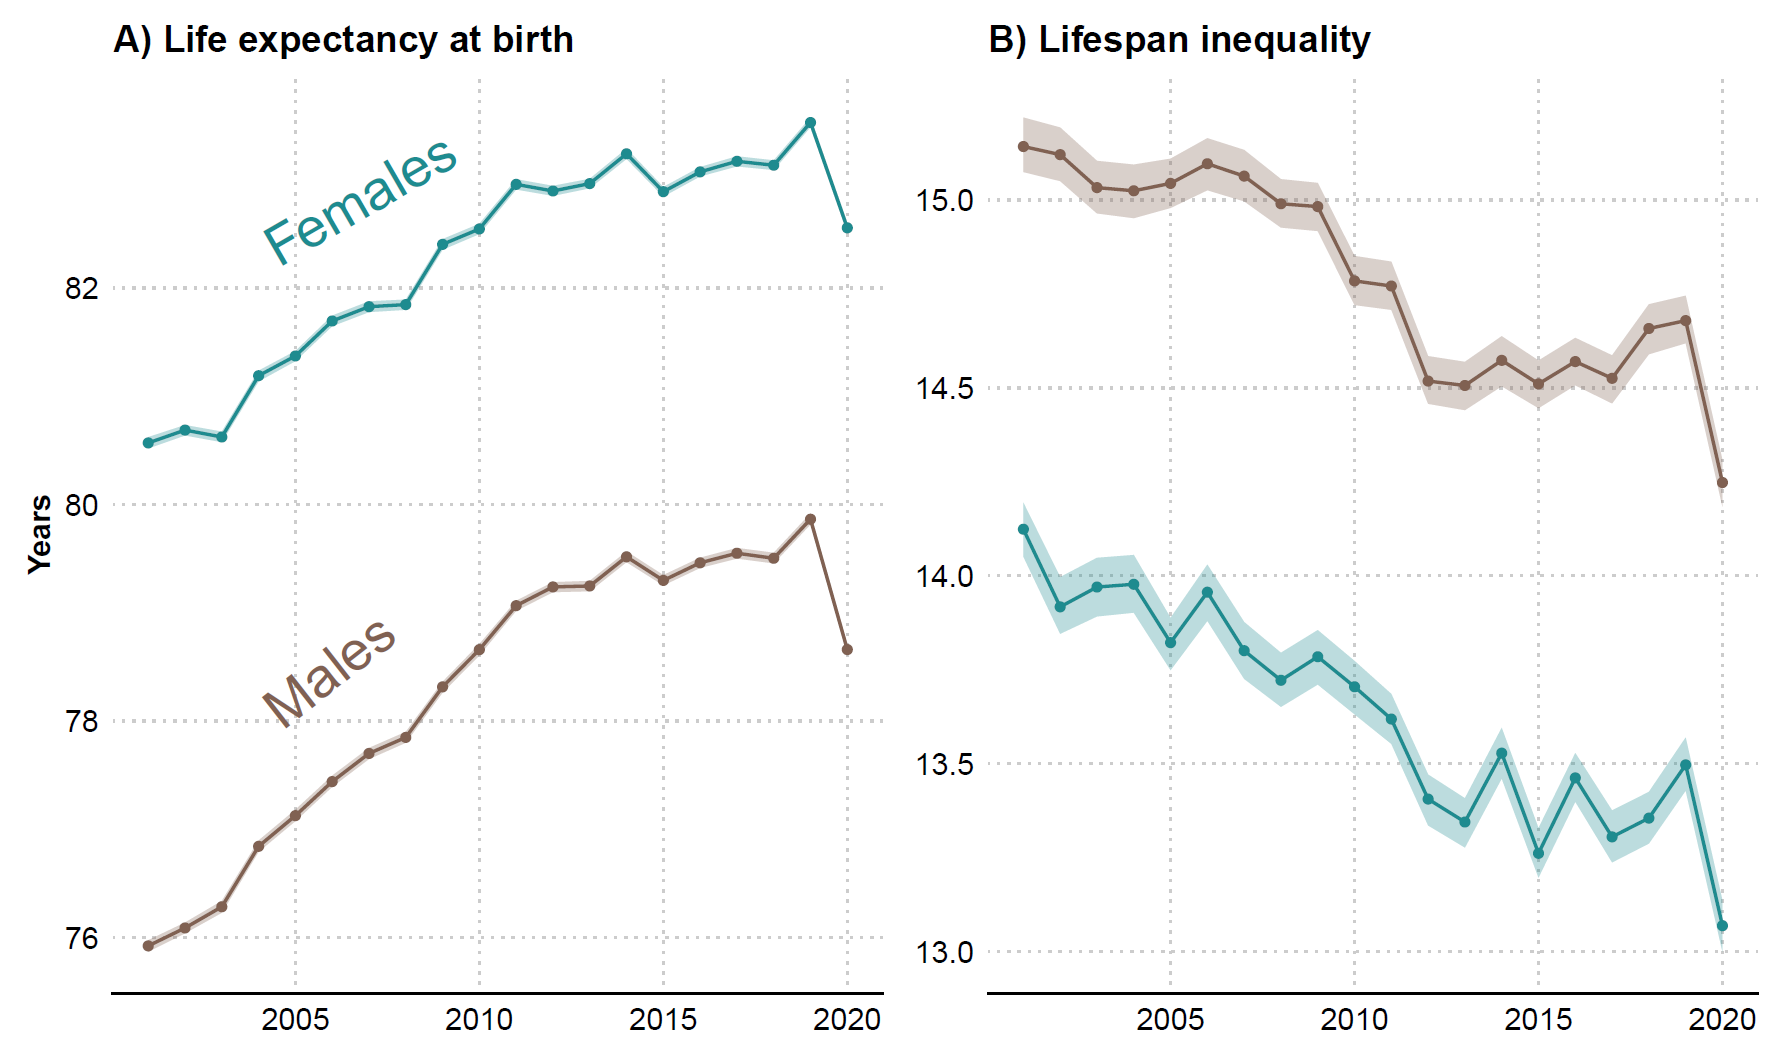 A) Life expectancy at birth
Years
82
80
78
76
Females
Males
2005 2010 2015 2020
B) Lifespan inequality
15.0
14.5
14.0
13.5
13.0
2005 2010 2015 2020